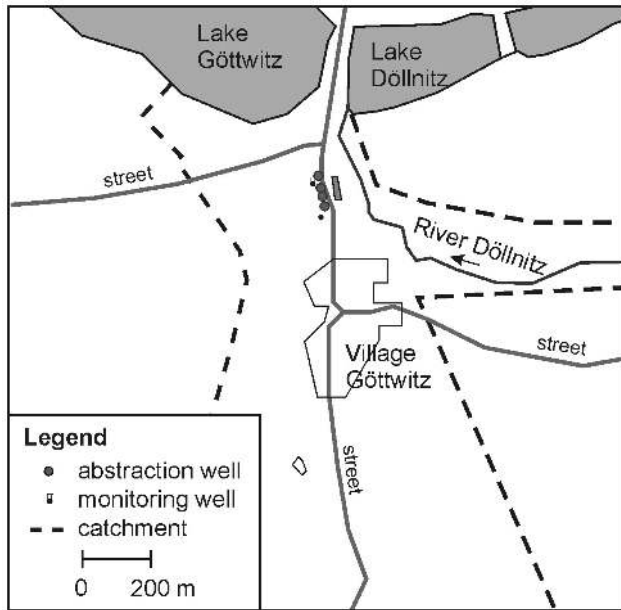 Lake
Göttwitz
Lake
Döllnitz
street
River Döllnitz
street
Village
Göttwitz
street
Legend
abstraction well
monitoring well
catchment
0 200 m